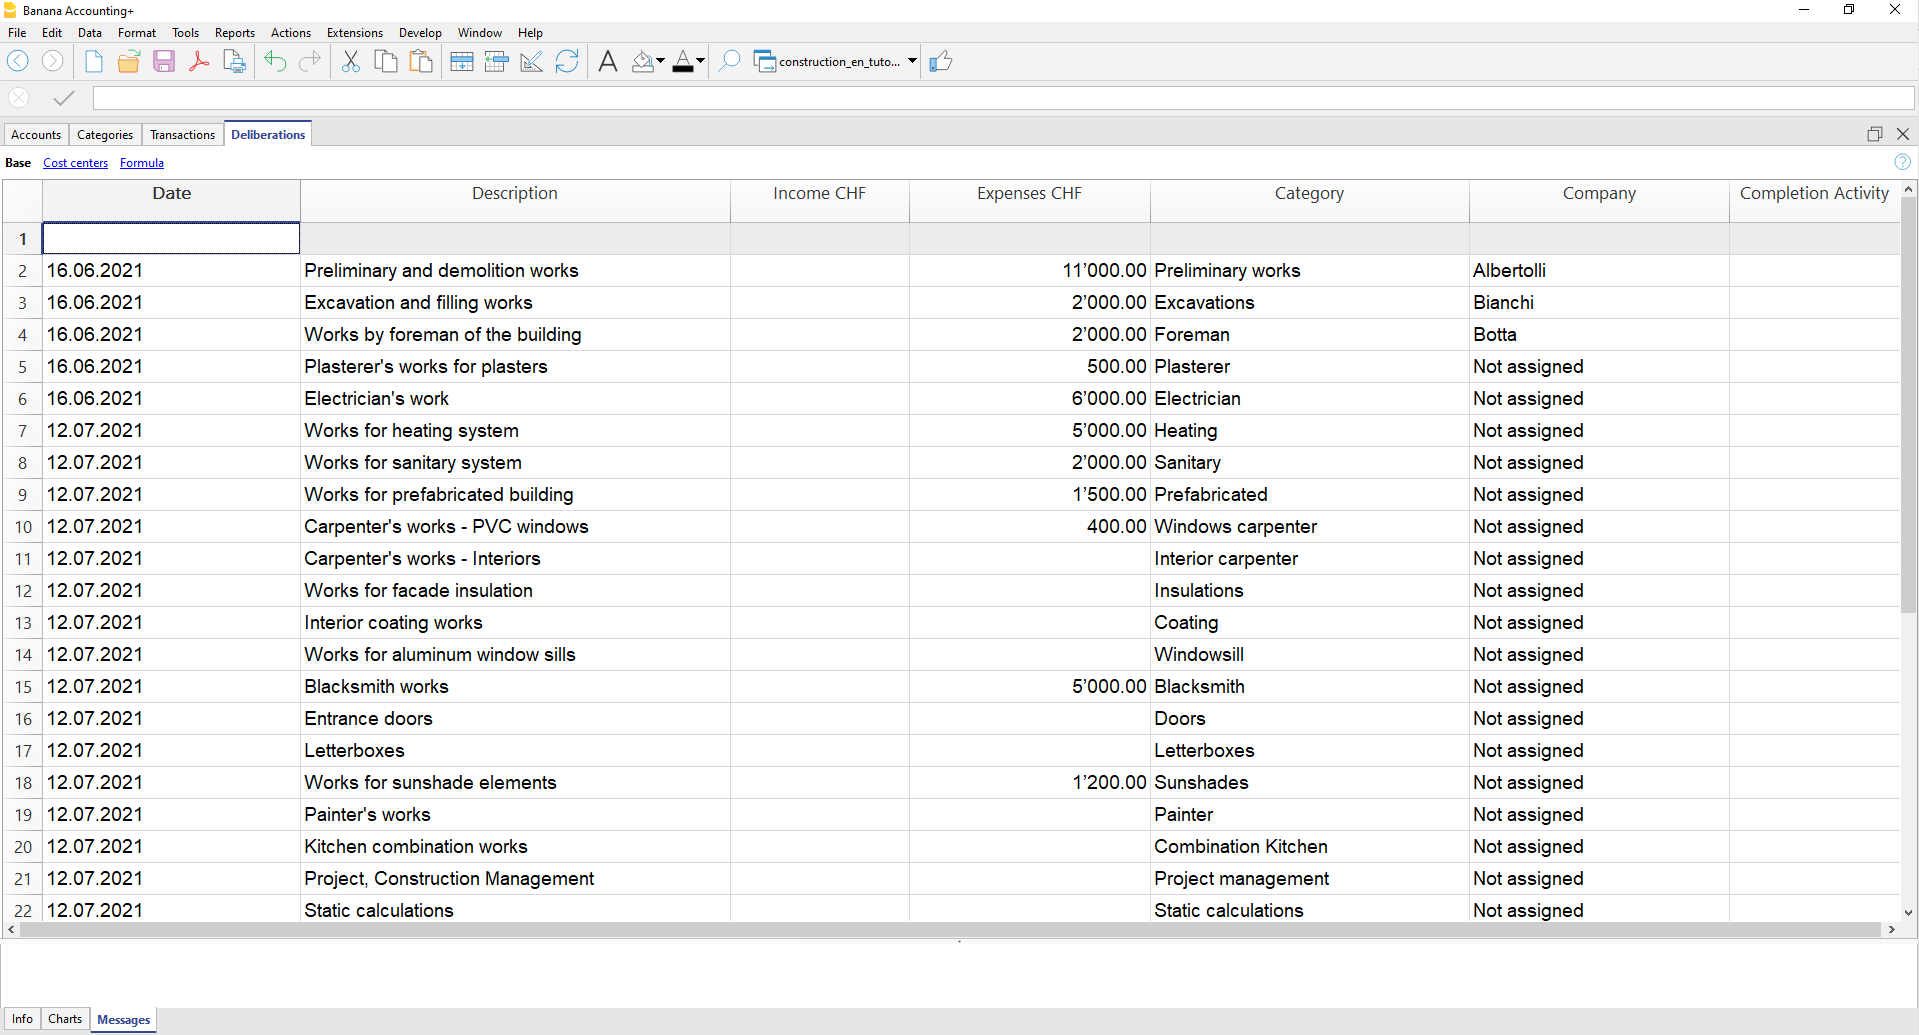 Banana Accounting+
File Edit Data Format Tools Reports Actions Extensions Develop Window Help
construction_en_tuto...
Accounts Categories Transactions Deliberations
Base Cost centers Formula
Date Description Income CHF Expenses CHF Category Company Completion Activity
1
2 16.06.2021 Preliminary and demolition works 11’000.00 Preliminary works Albertolli
3 16.06.2021 Excavation and filling works 2’000.00 Excavations Bianchi
4 16.06.2021 Works by foreman of the building 2’000.00 Foreman Botta
5 16.06.2021 Plasterer's works for plasters 500.00 Plasterer Not assigned
6 16.06.2021 Electrician's work 6’000.00 Electrician Not assigned
7 12.07.2021 Works for heating system 5’000.00 Heating Not assigned
8 12.07.2021 Works for sanitary system 2’000.00 Sanitary Not assigned
9 12.07.2021 Works for prefabricated building 1’500.00 Prefabricated Not assigned
10 12.07.2021 Carpenter's works - PVC windows 400.00 Windows carpenter Not assigned
11 12.07.2021 Carpenter's works - Interiors Interior carpenter Not assigned
12 12.07.2021 Works for facade insulation Insulations Not assigned
13 12.07.2021 Interior coating works Coating Not assigned
14 12.07.2021 Works for aluminum window sills Windowsill Not assigned
15 12.07.2021 Blacksmith works 5’000.00 Blacksmith Not assigned
16 12.07.2021 Entrance doors Doors Not assigned
17 12.07.2021 Letterboxes Letterboxes Not assigned
18 12.07.2021 Works for sunshade elements 1’200.00 Sunshades Not assigned
19 12.07.2021 Painter's works Painter Not assigned
20 12.07.2021 Kitchen combination works Combination Kitchen Not assigned
21 12.07.2021 Project, Construction Management Project management Not assigned
22 12.07.2021 Static calculations Static calculations Not assigned
Info Charts Messages